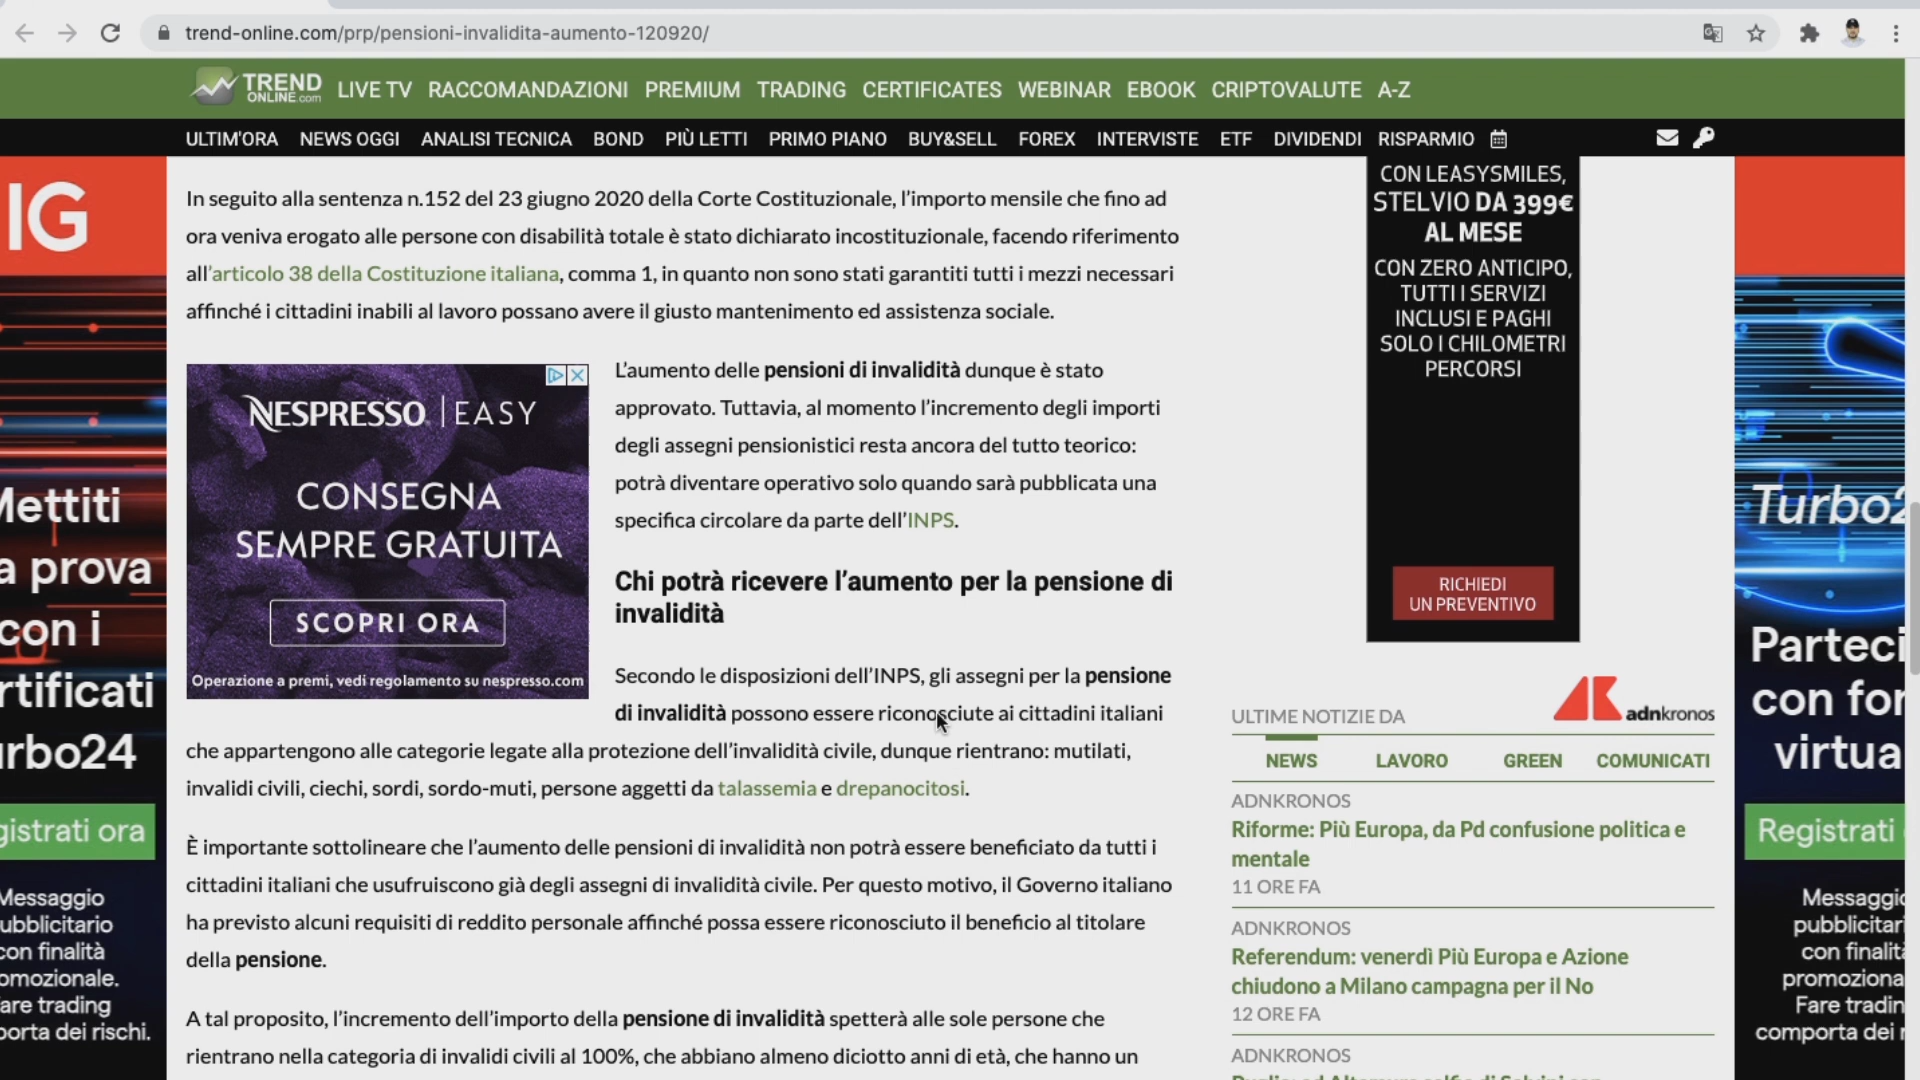 trend-online.com/prp/pensioni-invalidita-aumento-120920/
TREND
ONLINE.com
LIVE TV RACCOMANDAZIONI PREMIUM TRADING CERTIFICATES WEBINAR EBOOK CRIPTOVALUTE A-Z
ULTIM'ORA NEWS OGGI ANALISI TECNICA BOND PIÙ LETTI PRIMO PIANO BUY&SELL FOREX INTERVISTE ETF DIVIDENDI RISPARMIO
In seguito alla sentenza n.152 del 23 giugno 2020 della Corte Costituzionale, l’importo mensile che fino ad
ora veniva erogato alle persone con disabilità totale è stato dichiarato incostituzionale, facendo riferimento
all’articolo 38 della Costituzione italiana, comma 1, in quanto non sono stati garantiti tutti i mezzi necessari
affinché i cittadini inabili al lavoro possano avere il giusto mantenimento ed assistenza sociale.
NESPRESSO | EASY
CONSEGNA
SEMPRE GRATUITA
SCOPRI ORA
Operazione a premi, vedi regolamento su nespresso.com
L’aumento delle pensioni di invalidità dunque è stato
approvato. Tuttavia, al momento l’incremento degli importi
degli assegni pensionistici resta ancora del tutto teorico:
potrà diventare operativo solo quando sarà pubblicata una
specifica circolare da parte dell’INPS.
Chi potrà ricevere l’aumento per la pensione di
invalidità
Secondo le disposizioni dell’INPS, gli assegni per la pensione
di invalidità possono essere riconosciute ai cittadini italiani
che appartengono alle categorie legate alla protezione dell’invalidità civile, dunque rientrano: mutilati,
invalidi civili, ciechi, sordi, sordo-muti, persone aggetti da talassemia e drepanocitosi.
È importante sottolineare che l’aumento delle pensioni di invalidità non potrà essere beneficiato da tutti i
cittadini italiani che usufruiscono già degli assegni di invalidità civile. Per questo motivo, il Governo italiano
ha previsto alcuni requisiti di reddito personale affinché possa essere riconosciuto il beneficio al titolare
della pensione.
A tal proposito, l’incremento dell’importo della pensione di invalidità spetterà alle sole persone che
rientrano nella categoria di invalidi civili al 100%, che abbiano almeno diciotto anni di età, che hanno un
CON LEASYSMILES,
STELVIO DA 399€
AL MESE
CON ZERO ANTICIPO,
TUTTI I SERVIZI
INCLUSI E PAGHI
SOLO I CHILOMETRI
PERCORSI
RICHIEDI
UN PREVENTIVO
ULTIME NOTIZIE DA
adnkronos
NEWS LAVORO GREEN COMUNICATI
ADNKRONOS
Riforme: Più Europa, da Pd confusione politica e
mentale
11 ORE FA
ADNKRONOS
Referendum: venerdì Più Europa e Azione
chiudono a Milano campagna per il No
12 ORE FA
ADNKRONOS
IG
Mettiti
a prova
con i
rtificati
urbo24
gistrati ora
Messaggio
ubblicitario
con finalità
omozionale.
are trading
porta dei rischi.
Turbo2
Parteci
con for
virtua
Registrati
Messaggio
pubblicitari
con finalità
promoziona
Fare tradin
comporta dei r